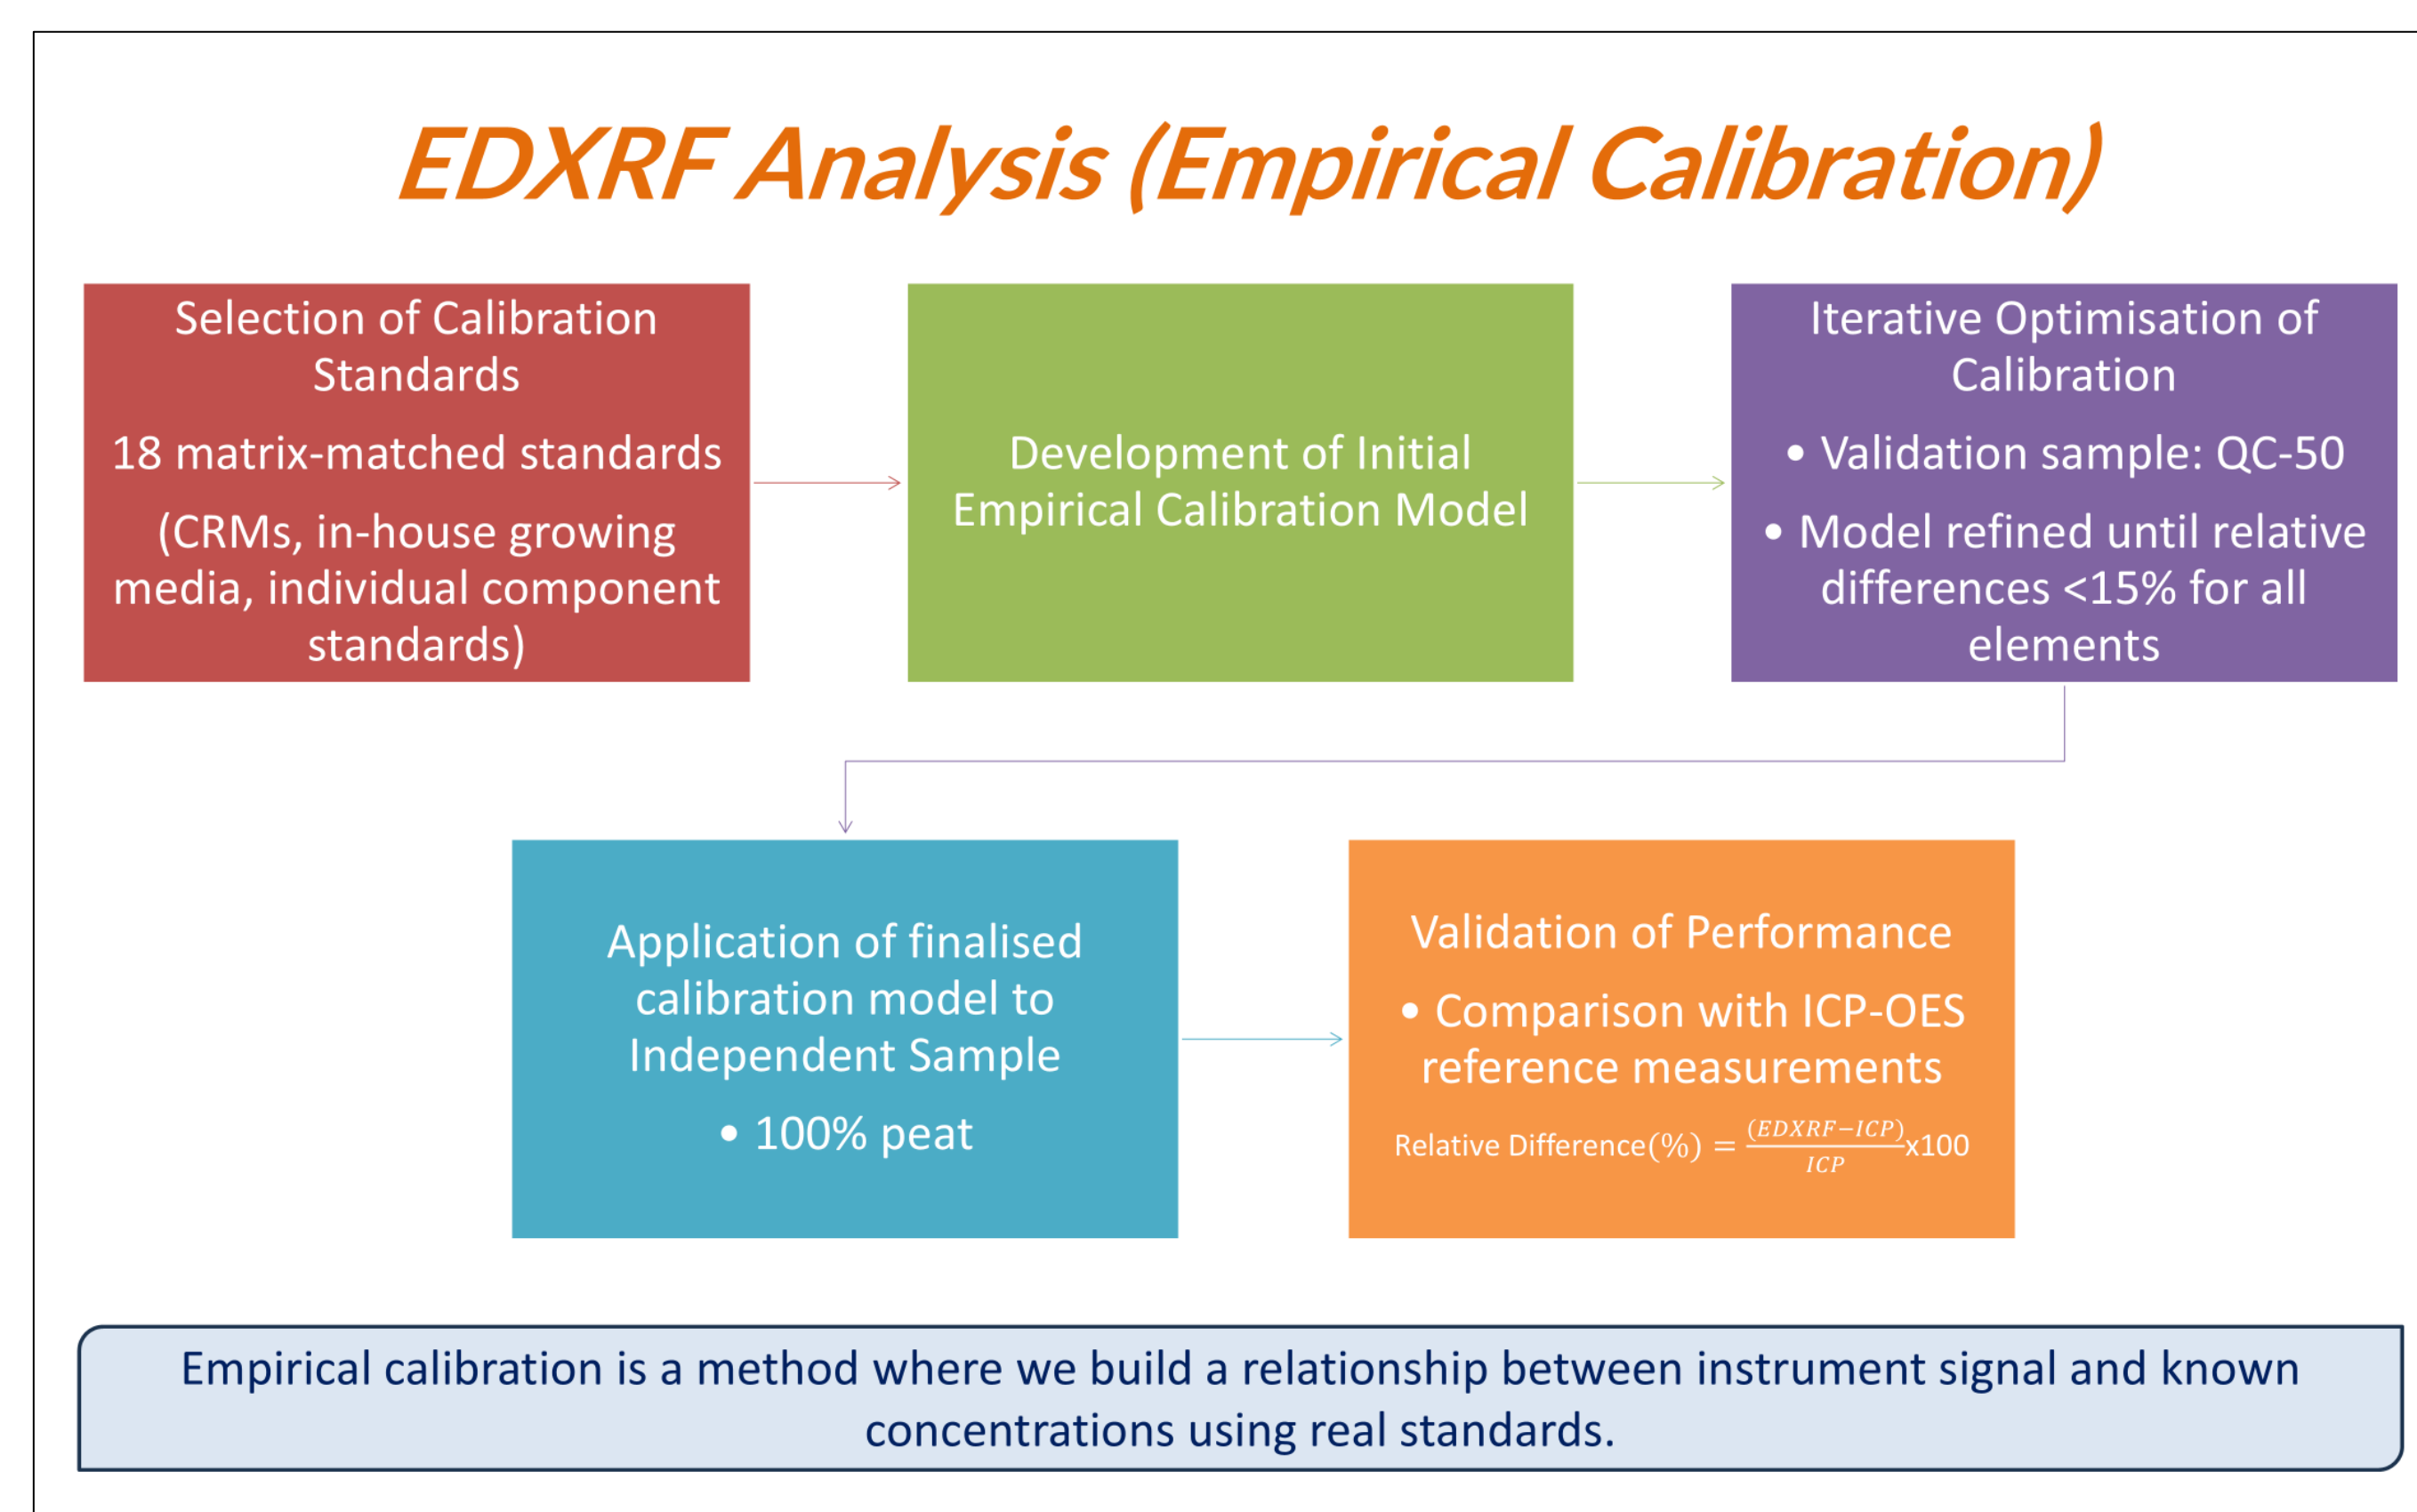 EDXRF Analysis (Empirical Calibration)
Selection of Calibration
Standards
18 matrix-matched standards
(CRMs, in-house growing
media, individual component
standards)
Development of Initial
Empirical Calibration Model
Iterative Optimisation of
Calibration
• Validation sample: QC-50
• Model refined until relative
differences <15% for all
elements
Application of finalised
calibration model to
Independent Sample
• 100% peat
Validation of Performance
• Comparison with ICP-OES
reference measurements
Relative Difference(%) = (EDXRF−ICP)/ICP x100
Empirical calibration is a method where we build a relationship between instrument signal and known
concentrations using real standards.